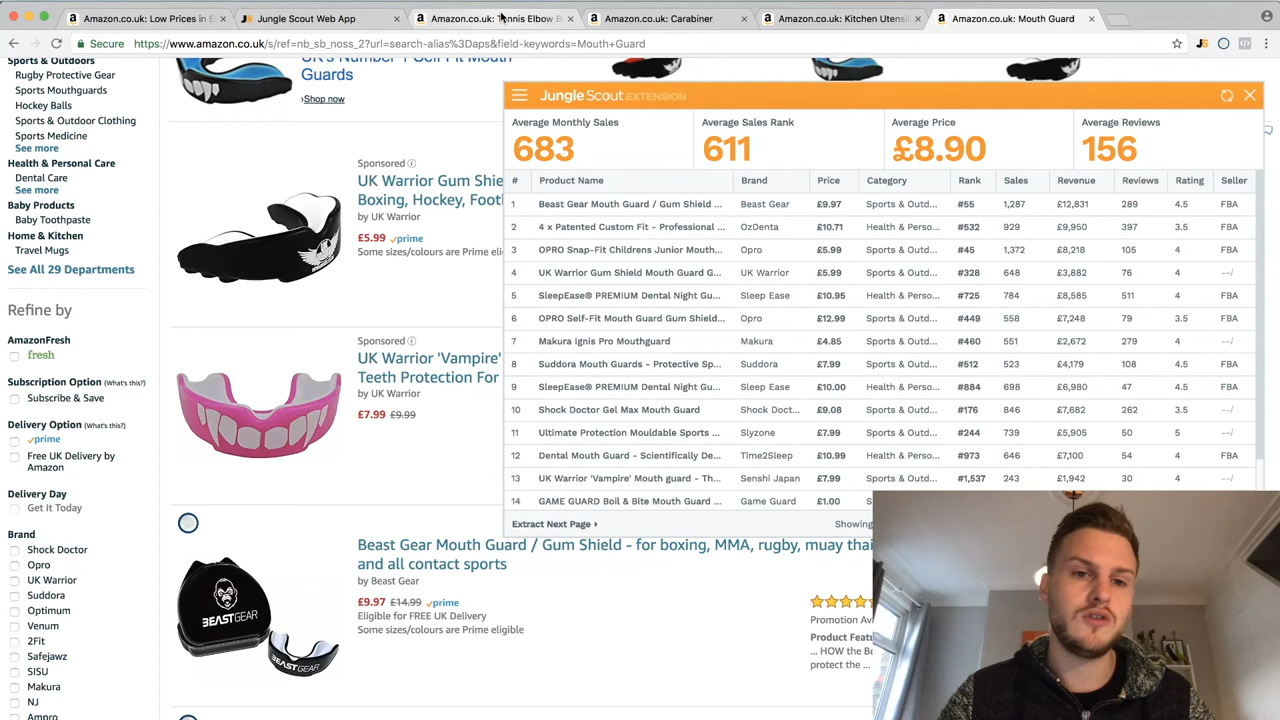 Amazon.co.uk: Low Prices in E
Jungle Scout Web App
Amazon.co.uk: Tennis Elbow B
Amazon.co.uk: Carabiner
Amazon.co.uk: Kitchen Utensil
Amazon.co.uk: Mouth Guard
Secure
https://www.amazon.co.uk/s/ref=nb_sb_noss_2?url=search-alias%3Daps&field-keywords=Mouth+Guard
JS
Sports & Outdoors
Rugby Protective Gear
Sports Mouthguards
Hockey Balls
Sports & Outdoor Clothing
Sports Medicine
See more
Health & Personal Care
Dental Care
See more
Baby Products
Baby Toothpaste
Home & Kitchen
Travel Mugs
See All 29 Departments
Refine by
AmazonFresh
fresh
Subscription Option (What's this?)
Subscribe & Save
Delivery Option (What's this?)
prime
Free UK Delivery by
Amazon
Delivery Day
Get It Today
Brand
Shock Doctor
Opro
UK Warrior
Suddora
Optimum
Venum
2Fit
Safejawz
SISU
Makura
NJ
Ampro
UK's Number 1 Self Fit Mouth
Guards
›Shop now
Sponsored
UK Warrior Gum Shie
Boxing, Hockey, Foot
by UK Warrior
£5.99 prime
Some sizes/colours are Prime eli
Sponsored
UK Warrior 'Vampire'
Teeth Protection For
by UK Warrior
£7.99 £9.99
Beast Gear Mouth Guard / Gum Shield - for boxing, MMA, rugby, muay thai
and all contact sports
by Beast Gear
£9.97 £14.99 prime
Eligible for FREE UK Delivery
Some sizes/colours are Prime eligible
BEASTGEAR
BEASTGEAR
Promotion Av
Product Featu
... HOW the Be
protect the ...
Jungle Scout EXTENSION
Average Monthly Sales
683
Average Sales Rank
611
Average Price
£8.90
Average Reviews
156
# Product Name Brand Price Category Rank Sales Revenue Reviews Rating Seller
1 Beast Gear Mouth Guard / Gum Shield ... Beast Gear £9.97 Sports & Outd... #55 1,287 £12,831 289 4.5 FBA
2 4 x Patented Custom Fit - Professional ... OzDenta £10.71 Health & Perso... #532 929 £9,950 397 3.5 FBA
3 OPRO Snap-Fit Childrens Junior Mouth... Opro £5.99 Sports & Outd... #45 1,372 £8,218 105 4 FBA
4 UK Warrior Gum Shield Mouth Guard G... UK Warrior £5.99 Sports & Outd... #328 648 £3,882 76 4 --/
5 SleepEase® PREMIUM Dental Night Gu... Sleep Ease £10.95 Health & Perso... #725 784 £8,585 511 4 FBA
6 OPRO Self-Fit Mouth Guard Gum Shield... Opro £12.99 Sports & Outd... #449 558 £7,248 79 3.5 FBA
7 Makura Ignis Pro Mouthguard Makura £4.85 Sports & Outd... #460 551 £2,672 279 4 --/
8 Suddora Mouth Guards - Protective Sp... Suddora £7.99 Sports & Outd... #512 523 £4,179 108 4 FBA
9 SleepEase® PREMIUM Dental Night Gu... Sleep Ease £10.00 Health & Perso... #884 698 £6,980 47 4.5 FBA
10 Shock Doctor Gel Max Mouth Guard Shock Doct... £9.08 Sports & Outd... #176 846 £7,682 262 3.5 --/
11 Ultimate Protection Mouldable Sports ... Slyzone £7.99 Sports & Outd... #244 739 £5,905 50 5 --/
12 Dental Mouth Guard - Scientifically De... Time2Sleep £10.99 Health & Perso... #973 646 £7,100 54 4 FBA
13 UK Warrior 'Vampire' Mouth guard - Th... Senshi Japan £7.99 Sports & Outd... #1,537 243 £1,942 30 4 --/
14 GAME GUARD Boil & Bite Mouth Guard ... Game Guard £1.00
Extract Next Page
Showing